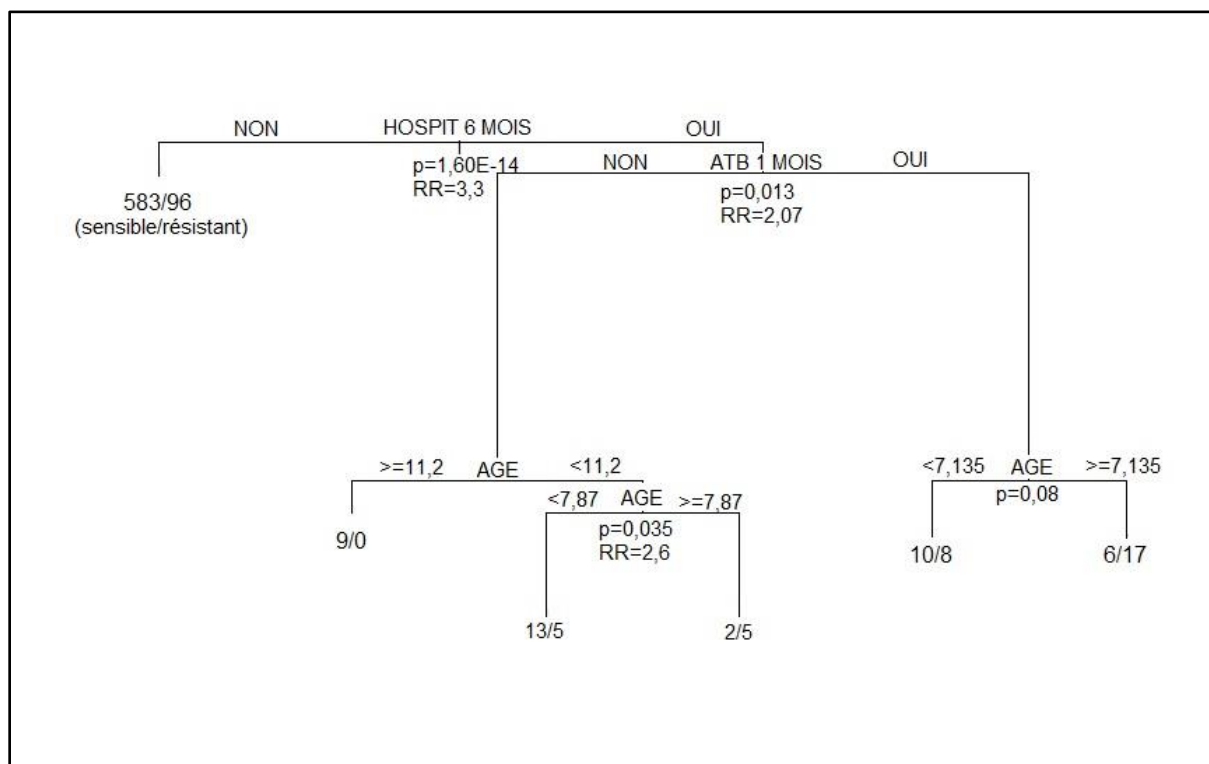 NON HOSPIT 6 MOIS OUI
p=1,60E-14
RR=3,3
NON ATB 1 MOIS OUI
p=0,013
RR=2,07
583/96
(sensible/résistant)
>=11,2 AGE <11,2
9/0
<7,87 AGE >=7,87
p=0,035
RR=2,6
13/5 2/5
<7,135 AGE >=7,135
p=0,08
10/8 6/17